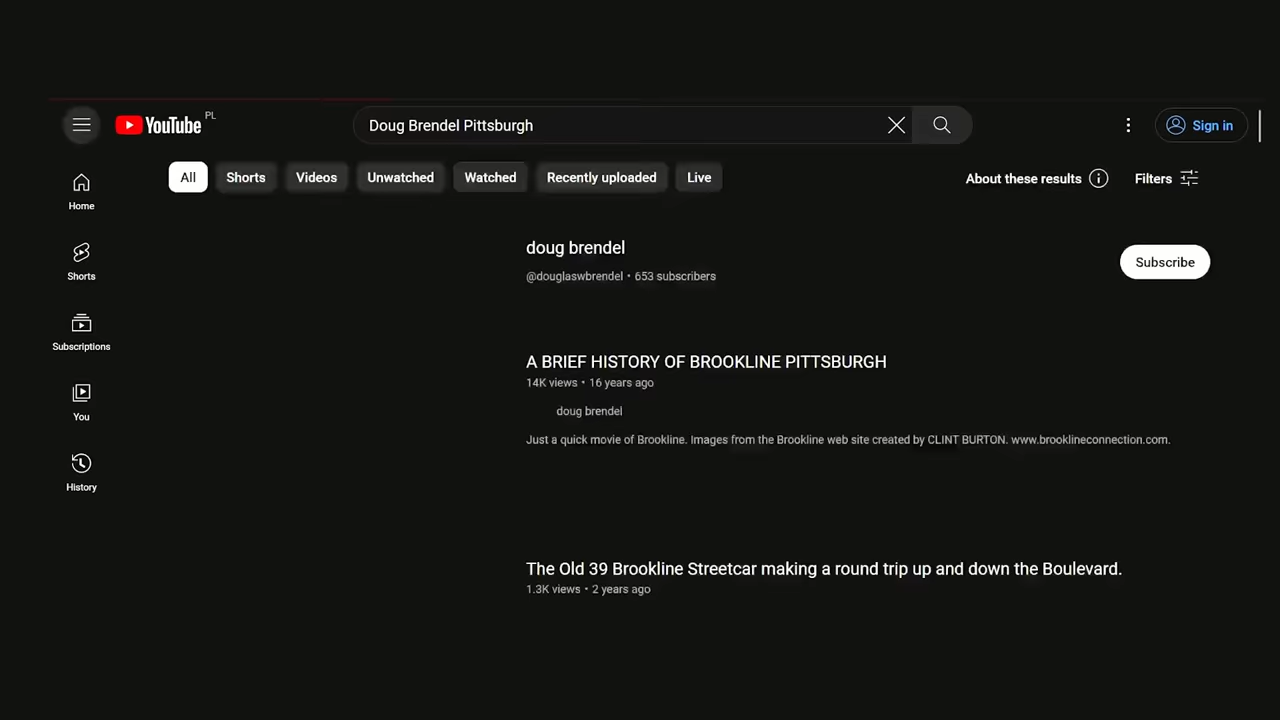 YouTube PL
Doug Brendel Pittsburgh
Sign in
All Shorts Videos Unwatched Watched Recently uploaded Live
About these results
Filters
Home
Shorts
Subscriptions
You
History
doug brendel
@douglaswbrendel • 653 subscribers
Subscribe
A BRIEF HISTORY OF BROOKLINE PITTSBURGH
14K views • 16 years ago
doug brendel
Just a quick movie of Brookline. Images from the Brookline web site created by CLINT BURTON. www.brooklineconnection.com.
The Old 39 Brookline Streetcar making a round trip up and down the Boulevard.
1.3K views • 2 years ago